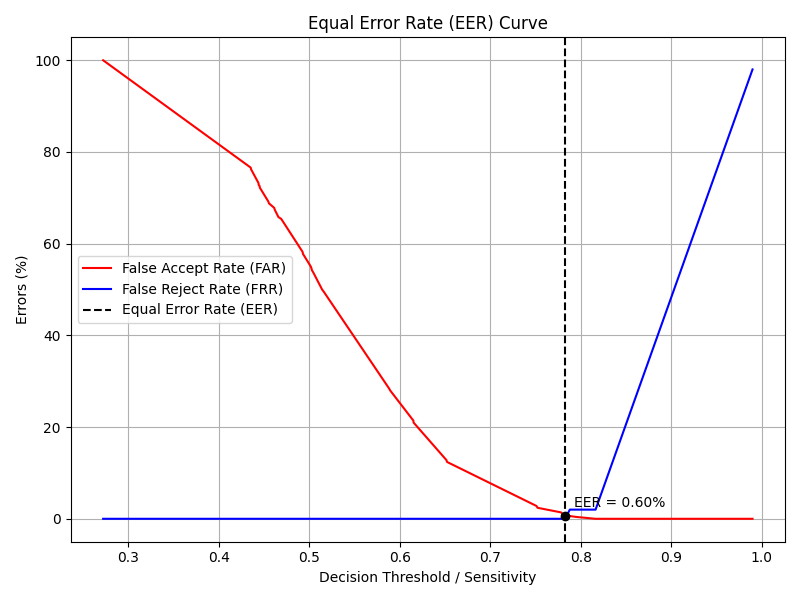 Equal Error Rate (EER) Curve
Errors (%)
100
80
60
40
20
0
False Accept Rate (FAR)
False Reject Rate (FRR)
Equal Error Rate (EER)
EER = 0.60%
0.3 0.4 0.5 0.6 0.7 0.8 0.9 1.0
Decision Threshold / Sensitivity